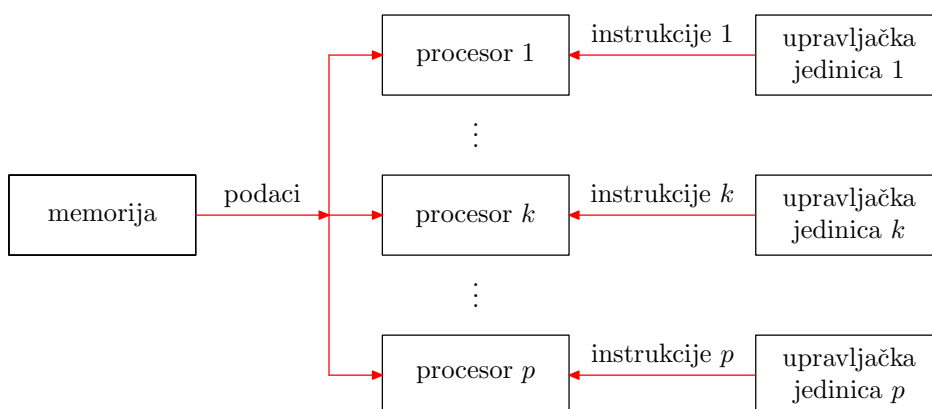 procesor 1
instrukcije 1
upravljačka
jedinica 1
⋮
memorija
podaci
procesor k
instrukcije k
upravljačka
jedinica k
⋮
procesor p
instrukcije p
upravljačka
jedinica p